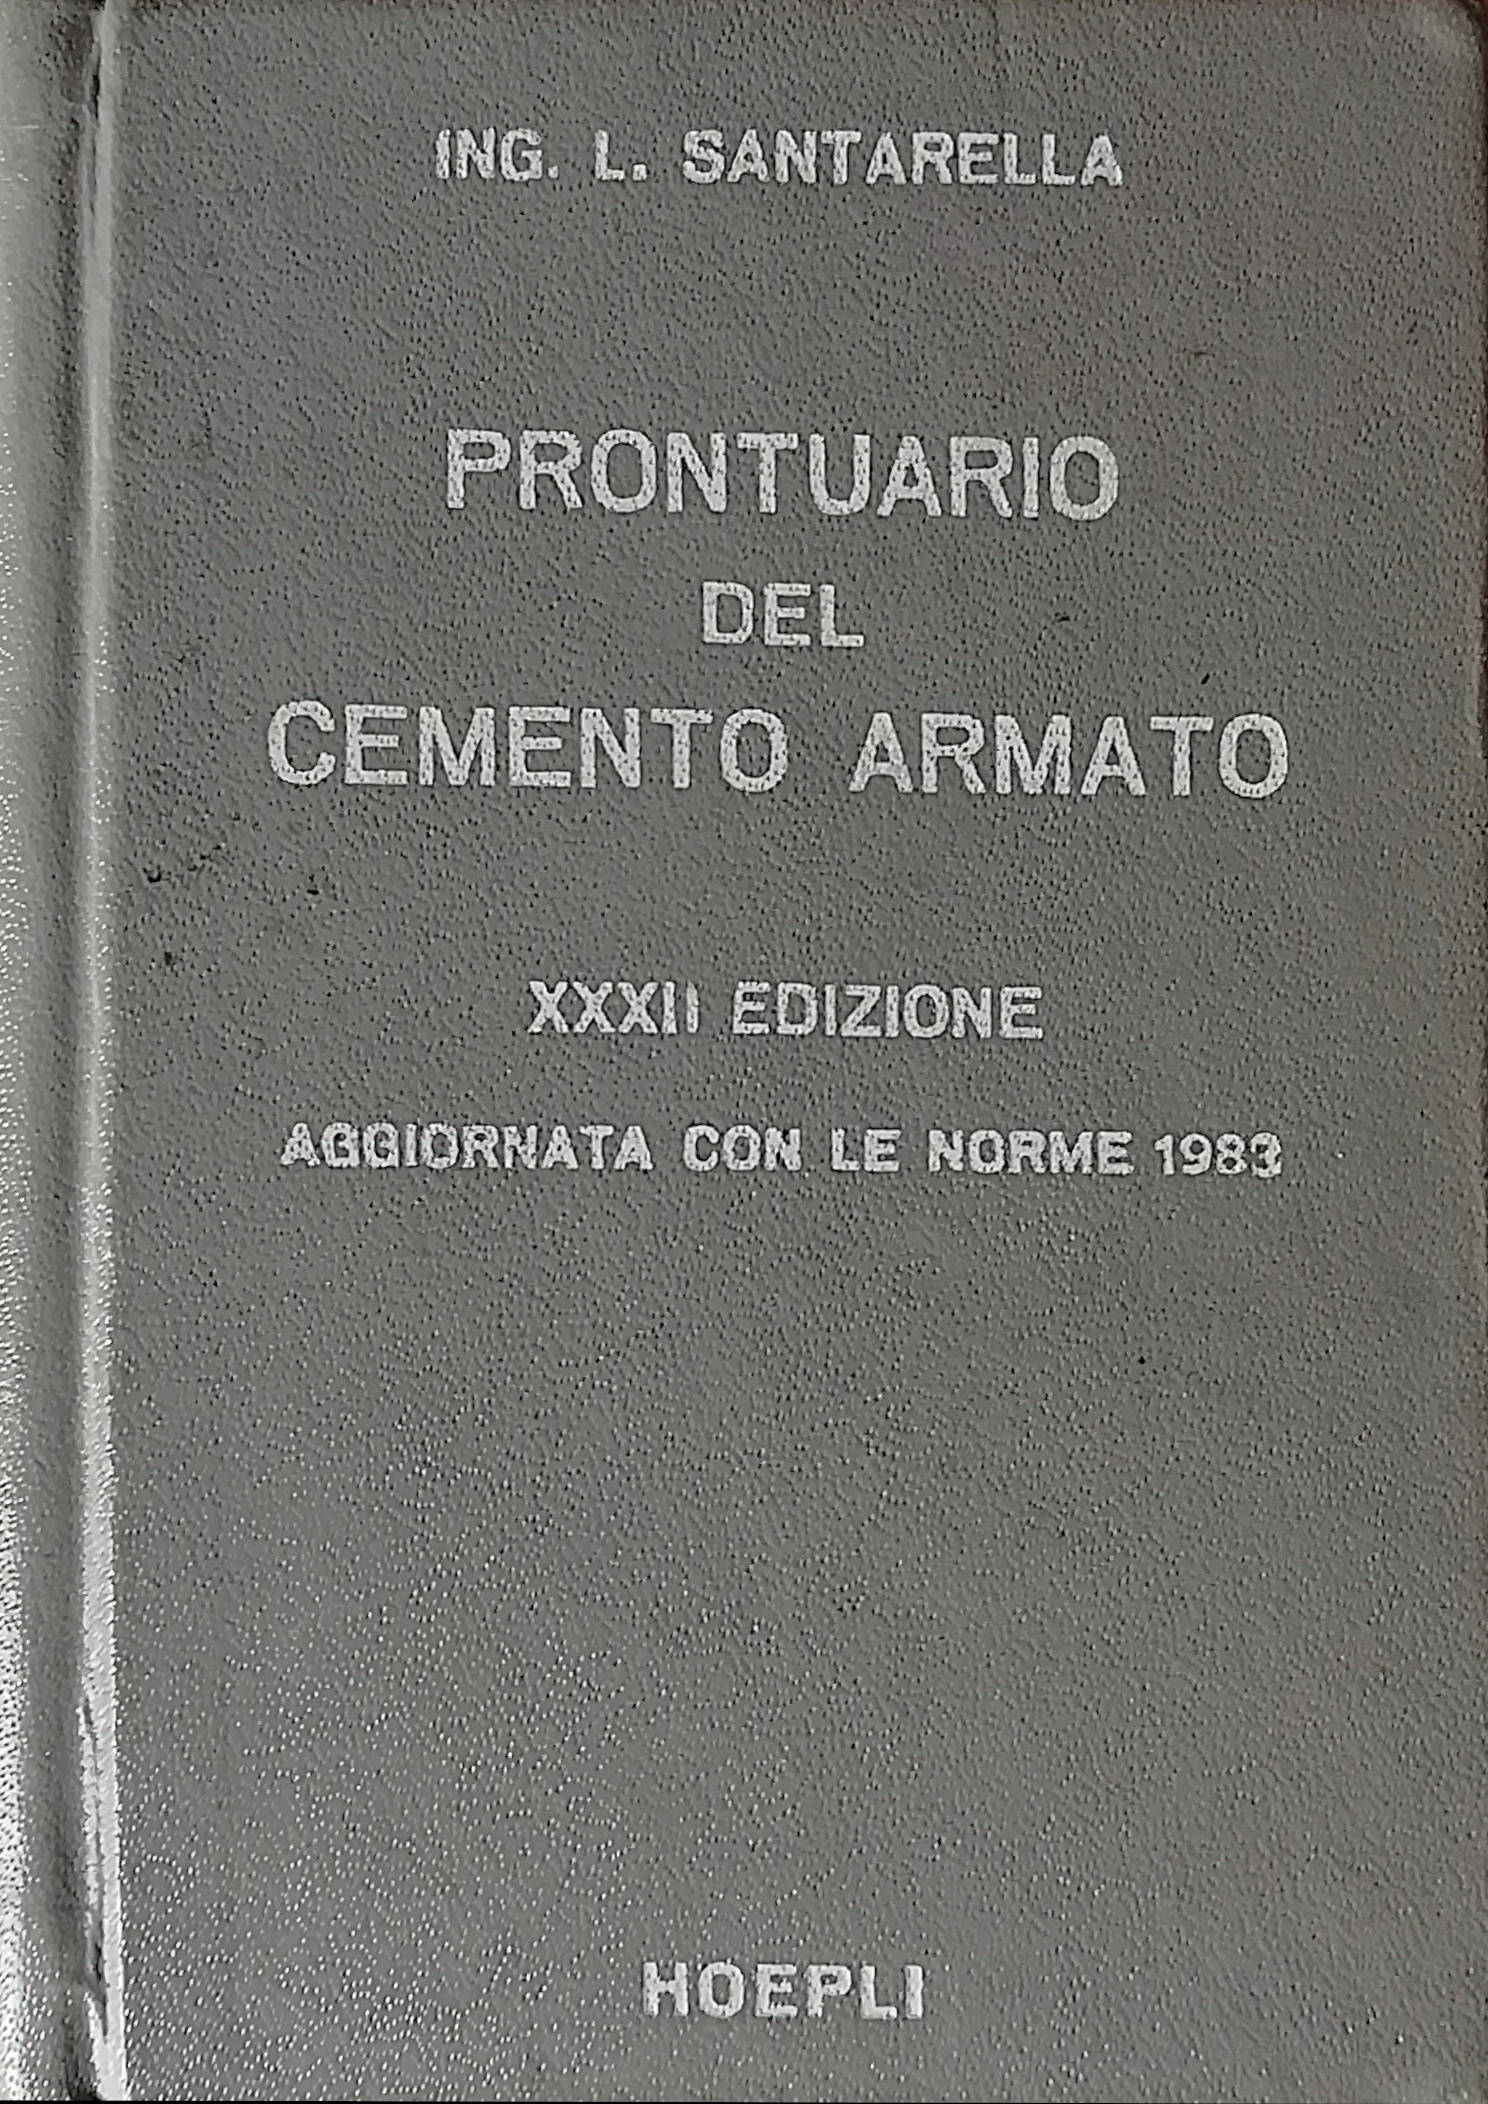 ING. L. SANTARELLA
PRONTUARIO
DEL
CEMENTO ARMATO
XXXII EDIZIONE
AGGIORNATA CON LE NORME 1983
HOEPLI